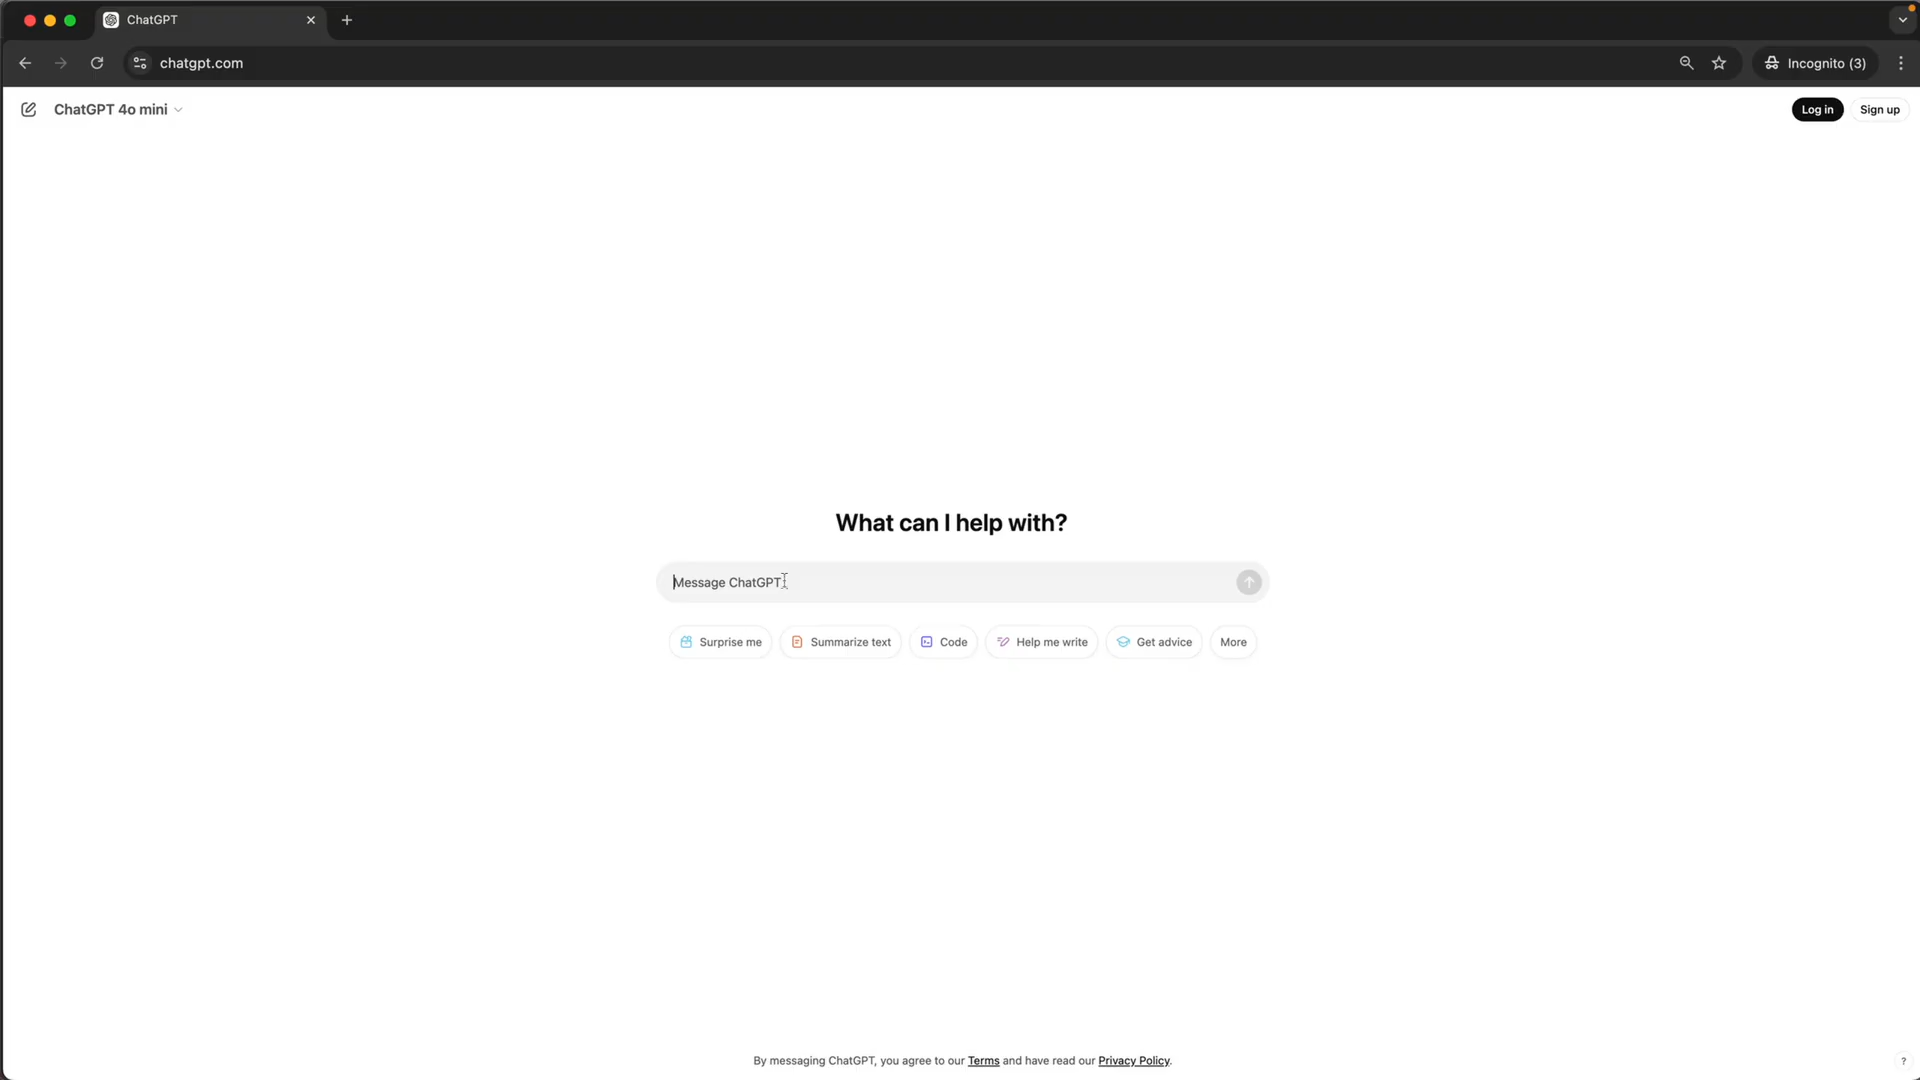 ChatGPT
chatgpt.com
Incognito (3)
ChatGPT 4o mini
Log in
Sign up
What can I help with?
Message ChatGPT
Surprise me
Summarize text
Code
Help me write
Get advice
More
By messaging ChatGPT, you agree to our Terms and have read our Privacy Policy.
?